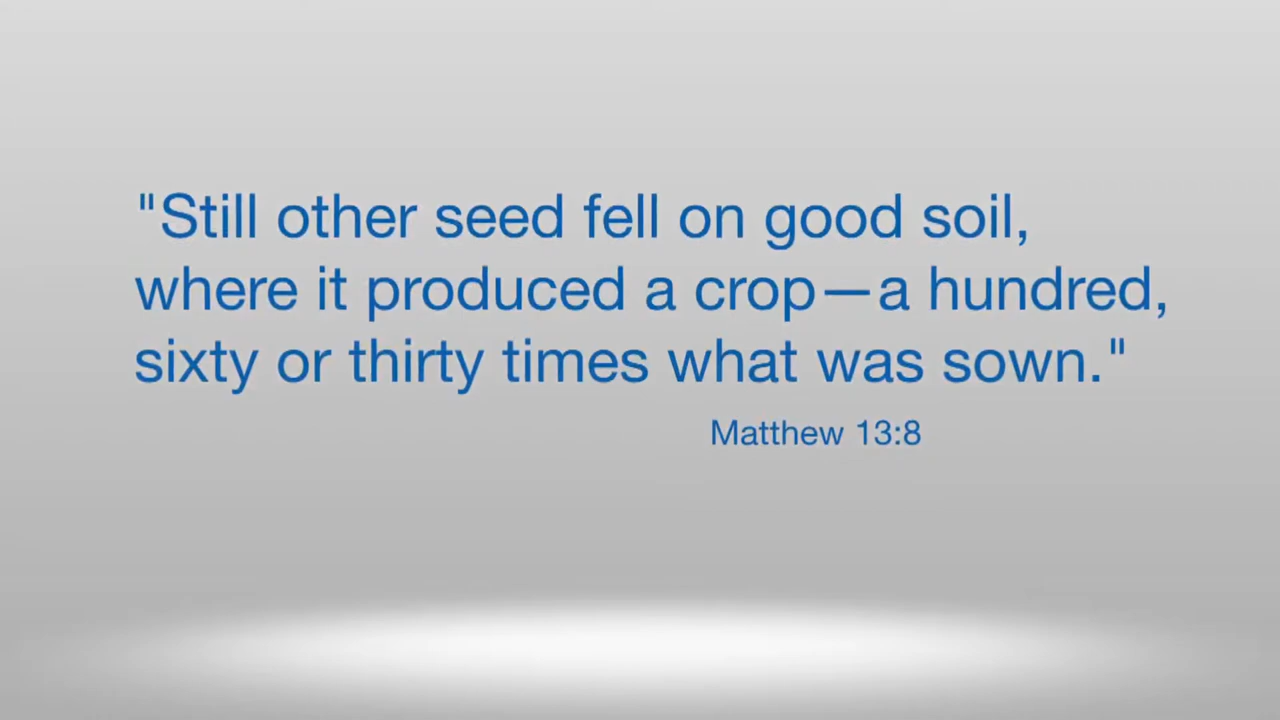 "Still other seed fell on good soil,
where it produced a crop—a hundred,
sixty or thirty times what was sown."
Matthew 13:8